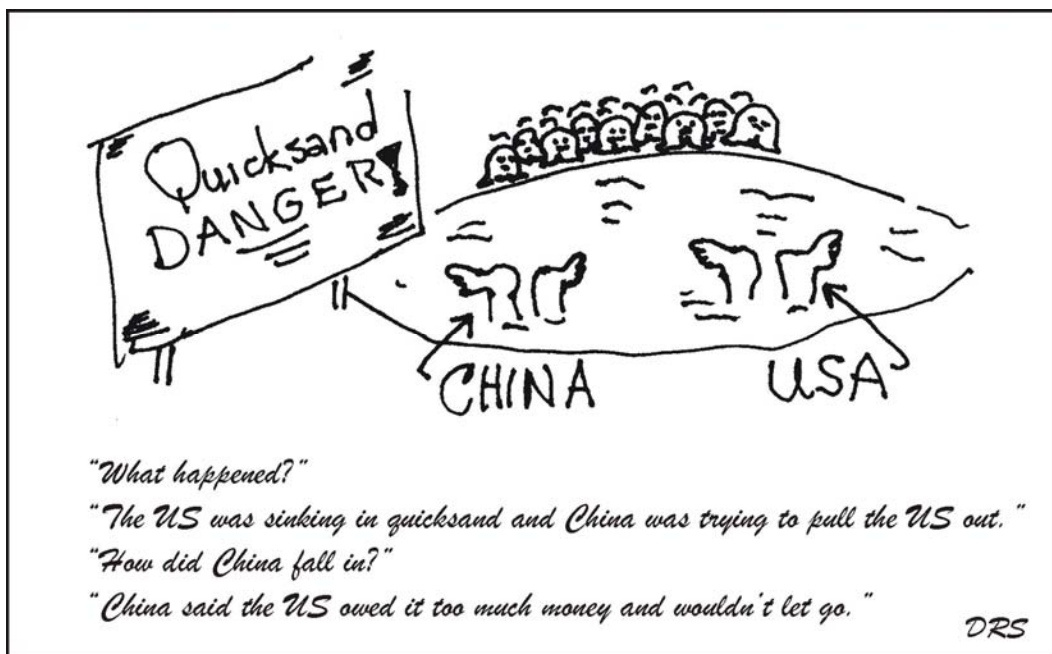 Quicksand
DANGER!
CHINA
USA
"What happened?"
"The US was sinking in quicksand and China was trying to pull the US out."
"How did China fall in?"
"China said the US owed it too much money and wouldn't let go."
DRS